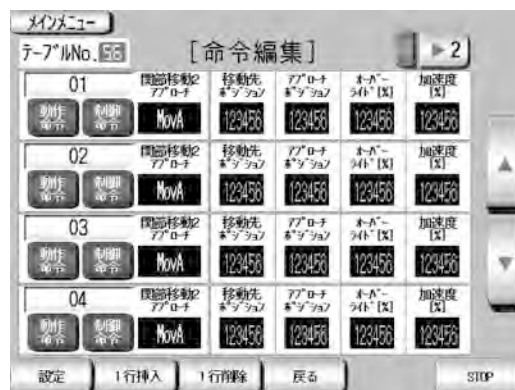 メインメニュー
テーブルNo. 56 [命令編集] ▶2
01 関節移動2 移動先 アプローチ オーバー 加速度
アプローチ ポジション ポジション ライド[%] [%]
動作 制御
命令 命令 MovA 123456 123456 123456 123456
02 関節移動2 移動先 アプローチ オーバー 加速度
アプローチ ポジション ポジション ライド[%] [%]
動作 制御
命令 命令 MovA 123456 123456 123456 123456
03 関節移動2 移動先 アプローチ オーバー 加速度
アプローチ ポジション ポジション ライド[%] [%]
動作 制御
命令 命令 MovA 123456 123456 123456 123456
04 関節移動2 移動先 アプローチ オーバー 加速度
アプローチ ポジション ポジション ライド[%] [%]
動作 制御
命令 命令 MovA 123456 123456 123456 123456
設定 1行挿入 1行削除 戻る STOP